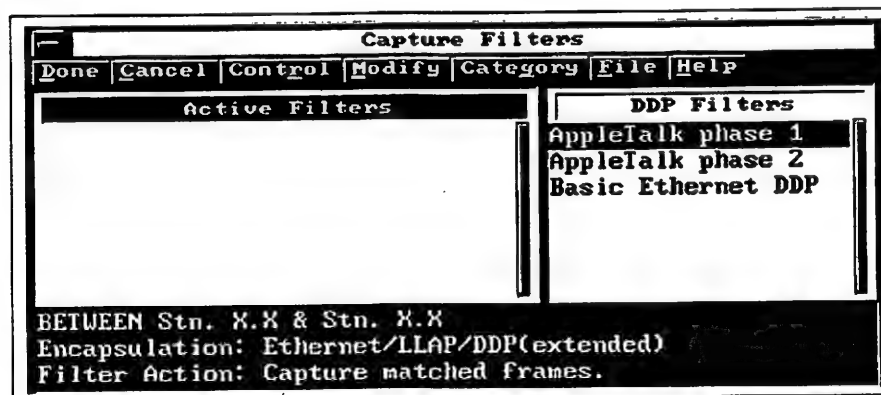 Capture Filters
Done Cancel Control Modify Category File Help
Active Filters
DDP Filters
AppleTalk phase 1
AppleTalk phase 2
Basic Ethernet DDP
BETWEEN Stn. X.X & Stn. X.X
Encapsulation: Ethernet/LLAP/DDP(extended)
Filter Action: Capture matched frames.